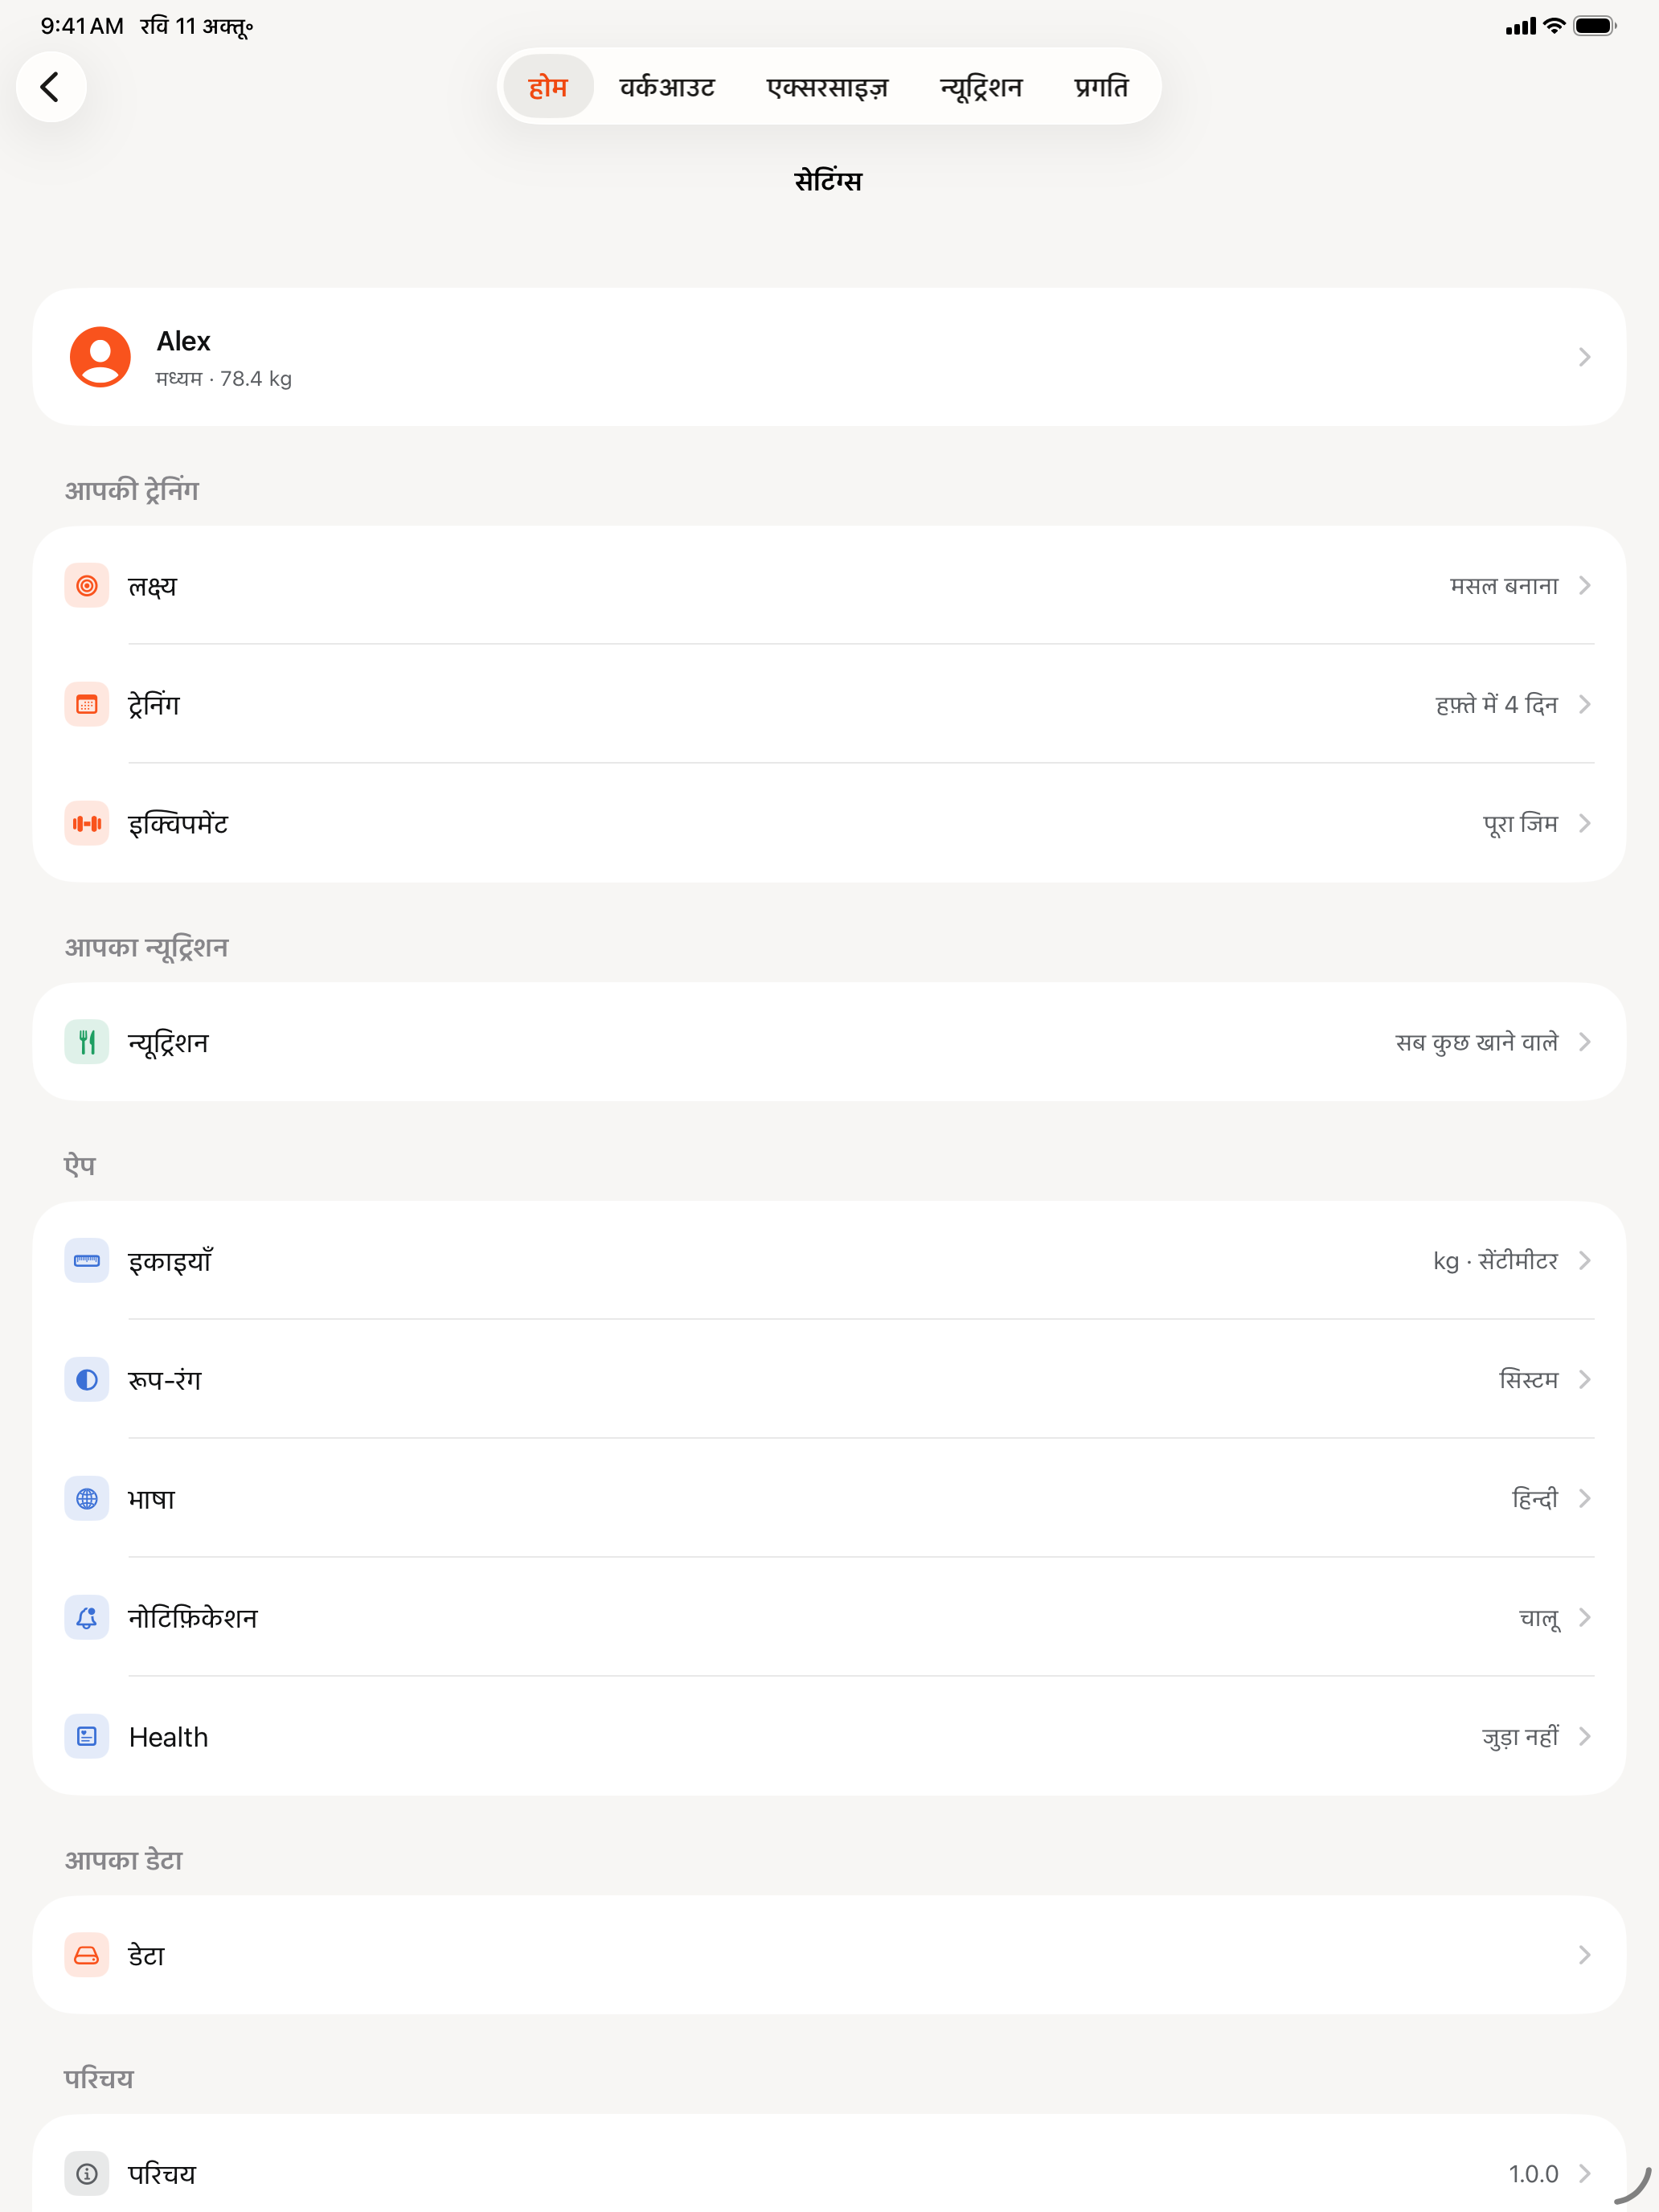 9:41 AM रवि 11 अक्तू॰
होम वर्कआउट एक्सरसाइज़ न्यूट्रिशन प्रगति
सेटिंग्स
Alex
मध्यम · 78.4 kg
आपकी ट्रेनिंग
लक्ष्य मसल बनाना
ट्रेनिंग हफ़्ते में 4 दिन
इक्विपमेंट पूरा जिम
आपका न्यूट्रिशन
न्यूट्रिशन सब कुछ खाने वाले
ऐप
इकाइयाँ kg · सेंटीमीटर
रूप-रंग सिस्टम
भाषा हिन्दी
नोटिफ़िकेशन चालू
Health जुड़ा नहीं
आपका डेटा
डेटा
परिचय
परिचय 1.0.0